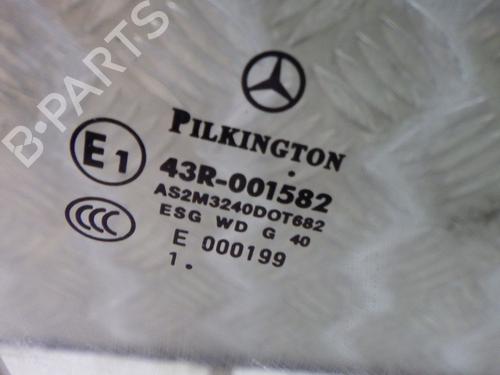 B-PARTS
PILKINGTON
E1
43R-001582
AS2M3240DOT682
CCC
ESG WD G 40
E 000199
1.